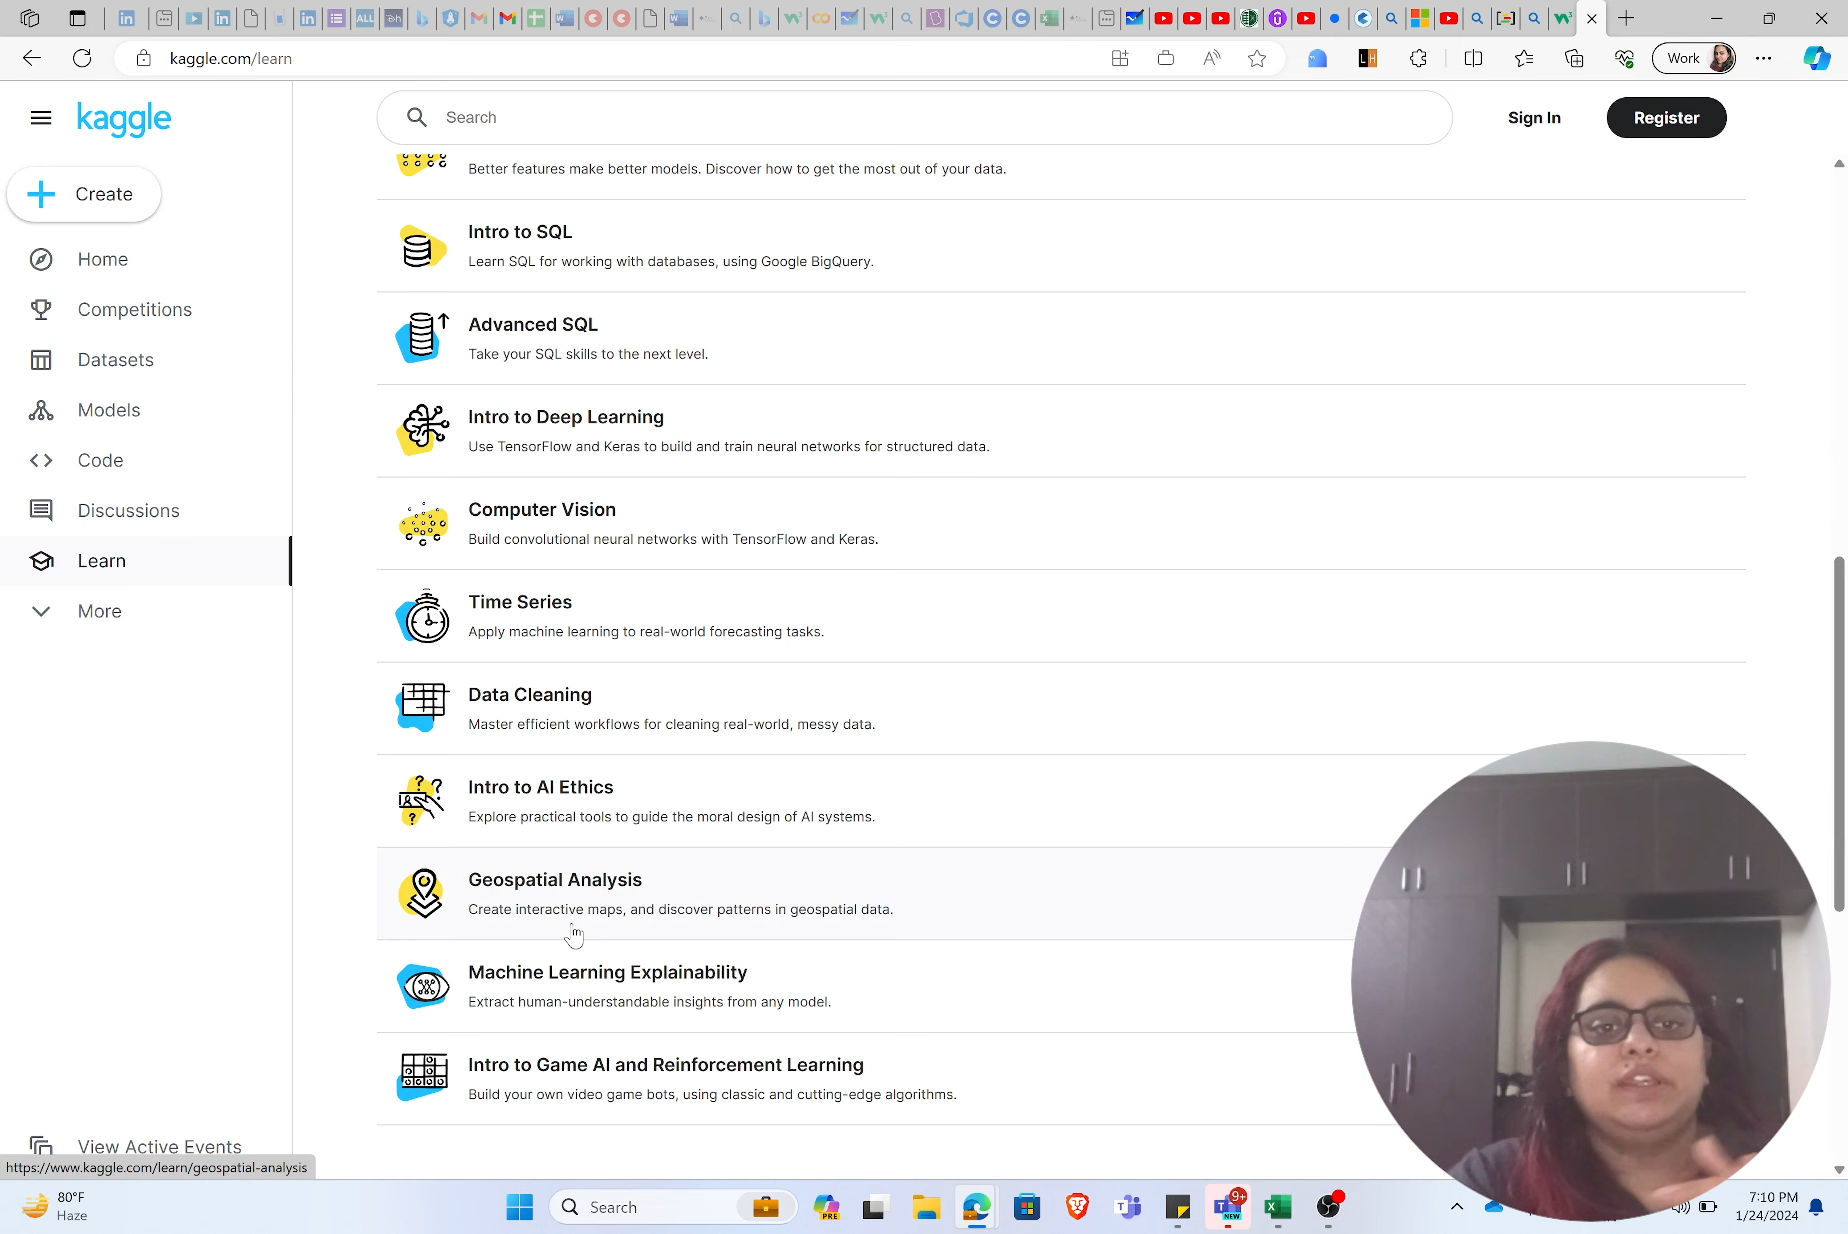 ALL
kaggle.com/learn
LH
Work
kaggle
Search
Sign In
Register
Create
Home
Competitions
Datasets
Models
Code
Discussions
Learn
More
View Active Events
https://www.kaggle.com/learn/geospatial-analysis
Better features make better models. Discover how to get the most out of your data.
Intro to SQL
Learn SQL for working with databases, using Google BigQuery.
Advanced SQL
Take your SQL skills to the next level.
Intro to Deep Learning
Use TensorFlow and Keras to build and train neural networks for structured data.
Computer Vision
Build convolutional neural networks with TensorFlow and Keras.
Time Series
Apply machine learning to real-world forecasting tasks.
Data Cleaning
Master efficient workflows for cleaning real-world, messy data.
Intro to AI Ethics
Explore practical tools to guide the moral design of AI systems.
Geospatial Analysis
Create interactive maps, and discover patterns in geospatial data.
Machine Learning Explainability
Extract human-understandable insights from any model.
Intro to Game AI and Reinforcement Learning
Build your own video game bots, using classic and cutting-edge algorithms.
80°F
Haze
Search
PRE
9+
NEW
7:10 PM
1/24/2024